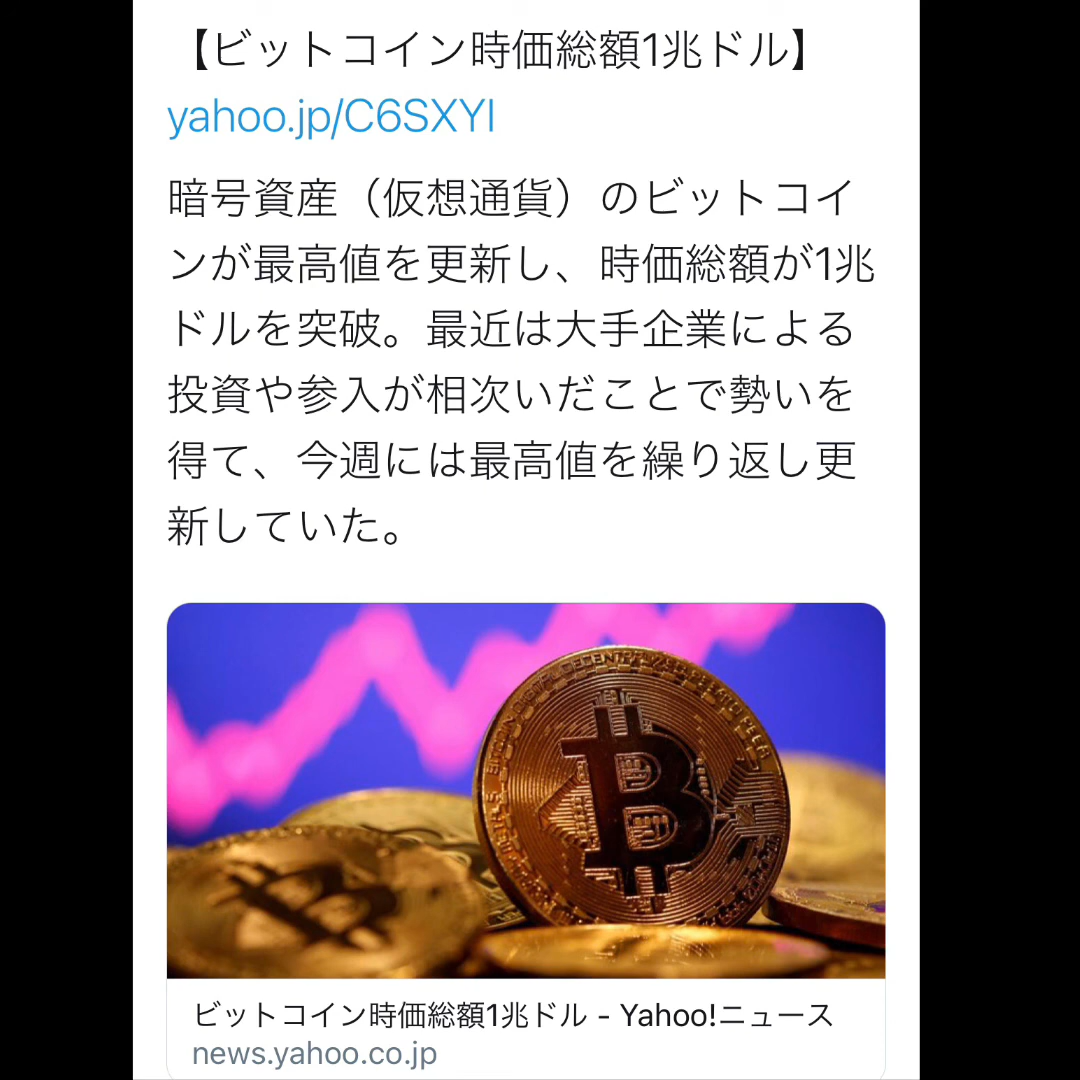 【ビットコイン時価総額1兆ドル】
yahoo.jp/C6SXYl
暗号資産（仮想通貨）のビットコイ
ンが最高値を更新し、時価総額が1兆
ドルを突破。最近は大手企業による
投資や参入が相次いだことで勢いを
得て、今週には最高値を繰り返し更
新していた。
ビットコイン時価総額1兆ドル - Yahoo!ニュース
news.yahoo.co.jp